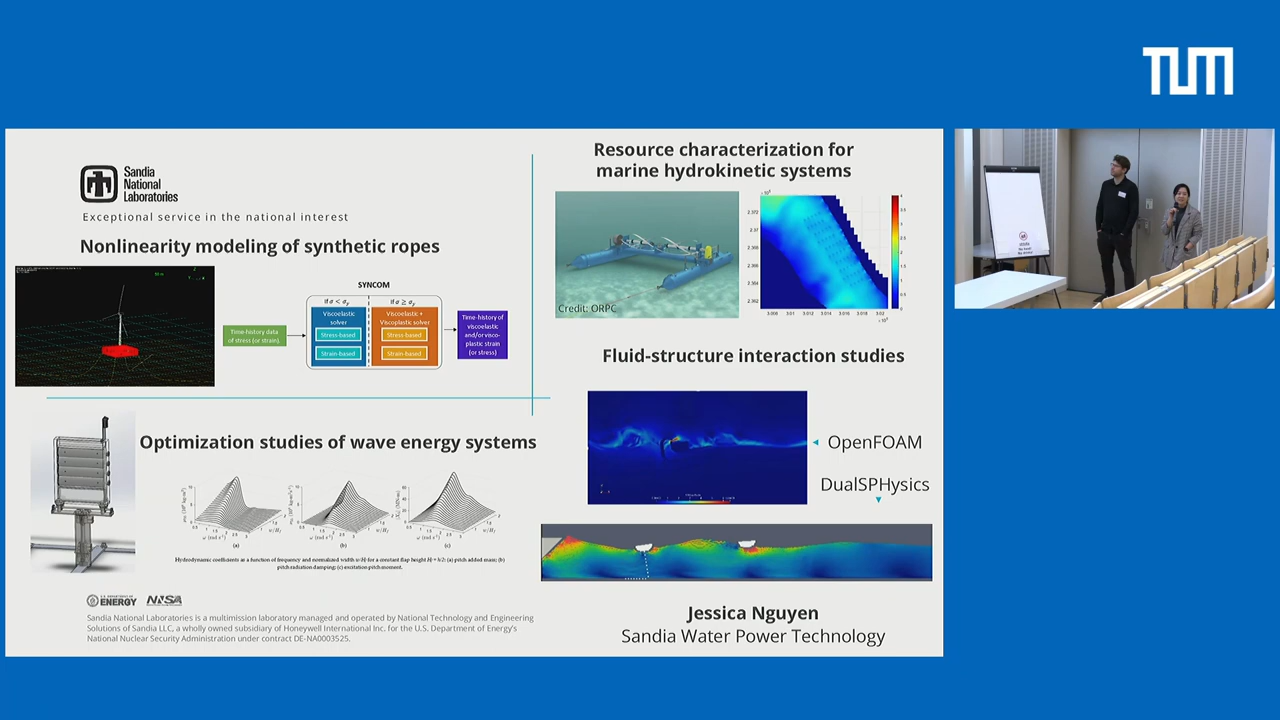 TUM
Sandia
National
Laboratories
Exceptional service in the national interest
Nonlinearity modeling of synthetic ropes
SYNCOM
Time-history data
of stress (or strain)
If σ < σy
Viscoelastic
solver
Stress-based
Strain-based
If σ ≥ σy
Viscoelastic +
Viscoplastic solver
Stress-based
Strain-based
Time-history of
viscoelastic
and/or visco-
plastic strain
(or stress)
Optimization studies of wave energy systems
(a)
(b)
(c)
Hydrodynamic coefficients as a function of frequency and normalized width w/Hf for a constant flap height Hf = h/2: (a) pitch added mass; (b)
pitch radiation damping; (c) excitation pitch moment.
ENERGY
NNSA
Sandia National Laboratories is a multimission laboratory managed and operated by National Technology and Engineering
Solutions of Sandia LLC, a wholly owned subsidiary of Honeywell International Inc. for the U.S. Department of Energy's
National Nuclear Security Administration under contract DE-NA0003525.
Resource characterization for
marine hydrokinetic systems
Credit: ORPC
Fluid-structure interaction studies
OpenFOAM
DualSPHysics
Jessica Nguyen
Sandia Water Power Technology